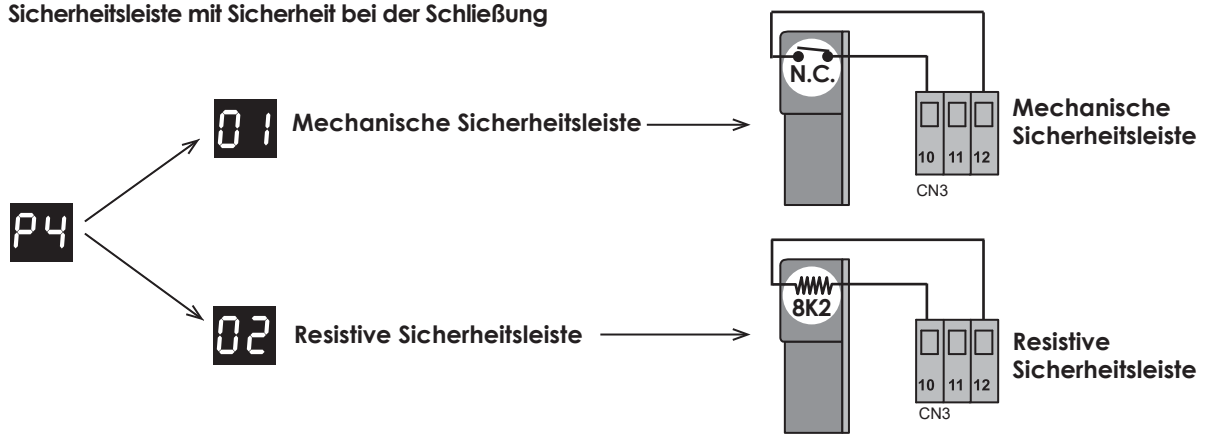 Sicherheitsleiste mit Sicherheit bei der Schließung
N.C.
01 Mechanische Sicherheitsleiste
Mechanische
Sicherheitsleiste
10 11 12
CN3
P4
8K2
02 Resistive Sicherheitsleiste
Resistive
Sicherheitsleiste
10 11 12
CN3